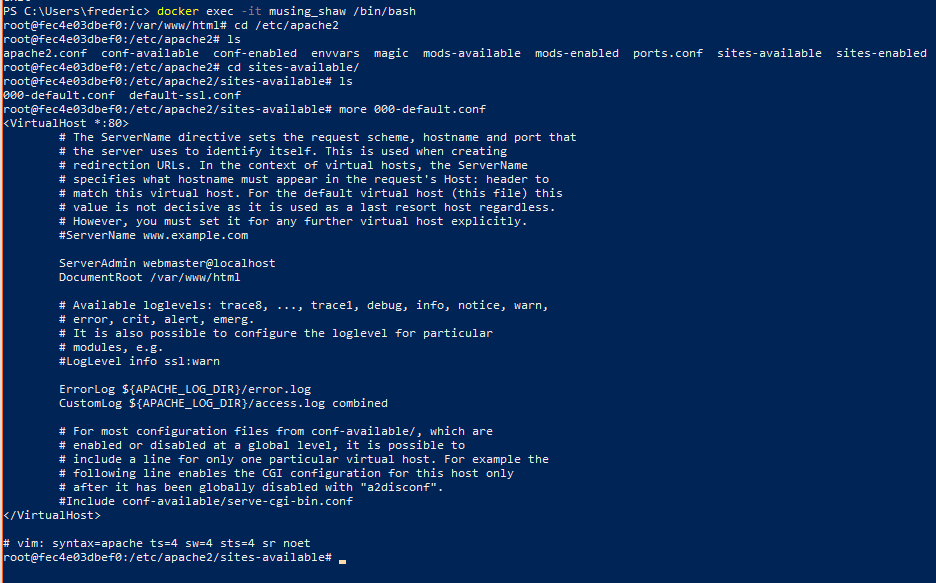 PS C:\Users\frederic> docker exec -it musing_shaw /bin/bash
root@fec4e03dbef0:/var/www/html# cd /etc/apache2
root@fec4e03dbef0:/etc/apache2# ls
apache2.conf  conf-available  conf-enabled  envvars  magic  mods-available  mods-enabled  ports.conf  sites-available  sites-enabled
root@fec4e03dbef0:/etc/apache2# cd sites-available/
root@fec4e03dbef0:/etc/apache2/sites-available# ls
000-default.conf  default-ssl.conf
root@fec4e03dbef0:/etc/apache2/sites-available# more 000-default.conf
<VirtualHost *:80>
        # The ServerName directive sets the request scheme, hostname and port that
        # the server uses to identify itself. This is used when creating
        # redirection URLs. In the context of virtual hosts, the ServerName
        # specifies what hostname must appear in the request's Host: header to
        # match this virtual host. For the default virtual host (this file) this
        # value is not decisive as it is used as a last resort host regardless.
        # However, you must set it for any further virtual host explicitly.
        #ServerName www.example.com

        ServerAdmin webmaster@localhost
        DocumentRoot /var/www/html

        # Available loglevels: trace8, ..., trace1, debug, info, notice, warn,
        # error, crit, alert, emerg.
        # It is also possible to configure the loglevel for particular
        # modules, e.g.
        #LogLevel info ssl:warn

        ErrorLog ${APACHE_LOG_DIR}/error.log
        CustomLog ${APACHE_LOG_DIR}/access.log combined

        # For most configuration files from conf-available/, which are
        # enabled or disabled at a global level, it is possible to
        # include a line for only one particular virtual host. For example the
        # following line enables the CGI configuration for this host only
        # after it has been globally disabled with "a2disconf".
        #Include conf-available/serve-cgi-bin.conf
</VirtualHost>

# vim: syntax=apache ts=4 sw=4 sts=4 sr noet
root@fec4e03dbef0:/etc/apache2/sites-available#